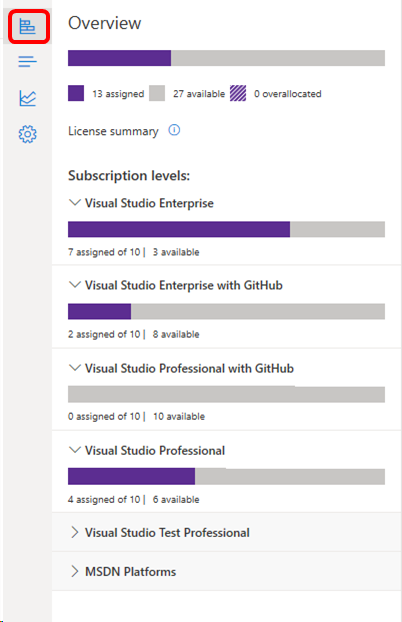 Overview
13 assigned 27 available 0 overallocated
License summary
Subscription levels:
Visual Studio Enterprise
7 assigned of 10 | 3 available
Visual Studio Enterprise with GitHub
2 assigned of 10 | 8 available
Visual Studio Professional with GitHub
0 assigned of 10 | 10 available
Visual Studio Professional
4 assigned of 10 | 6 available
Visual Studio Test Professional
MSDN Platforms